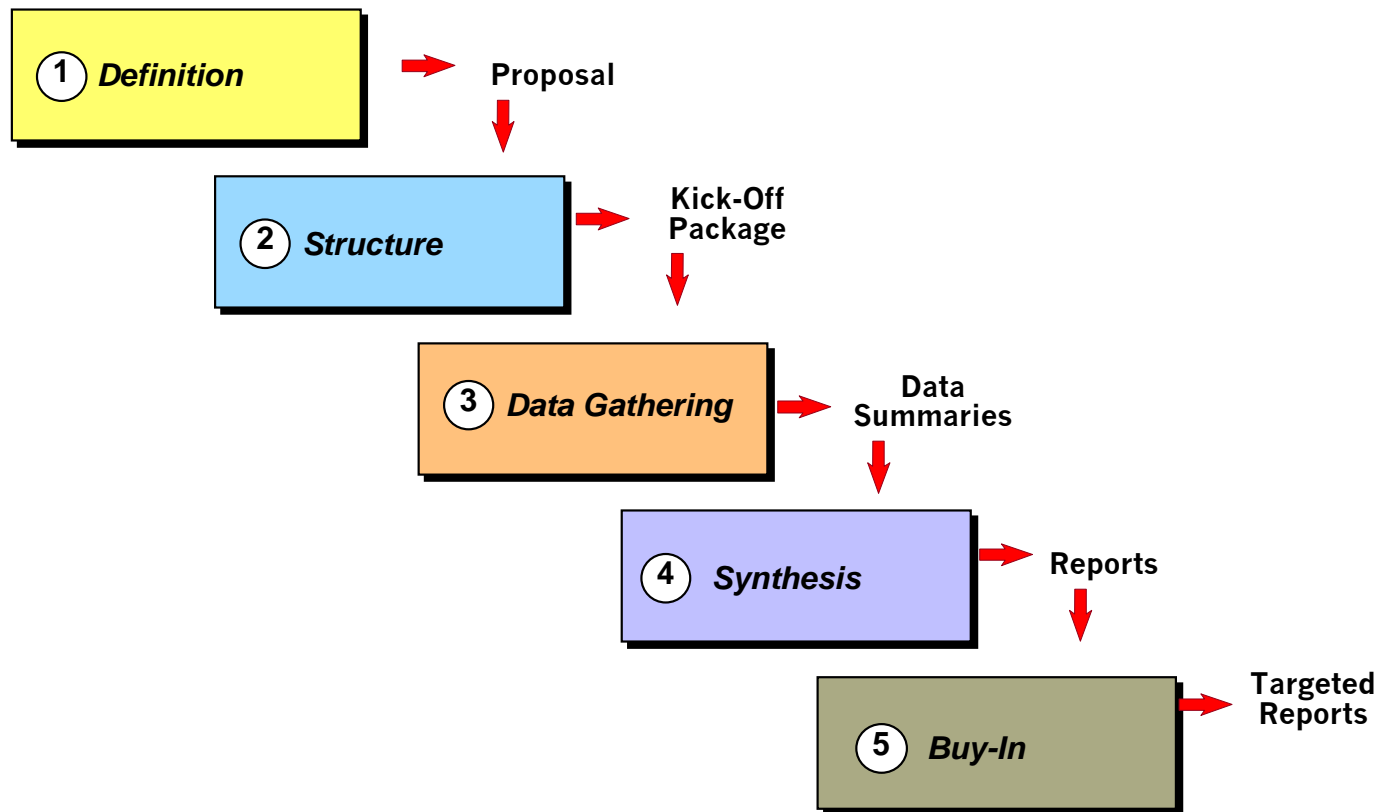 1 Definition
Proposal
2 Structure
Kick-Off
Package
3 Data Gathering
Data
Summaries
4 Synthesis
Reports
5 Buy-In
Targeted
Reports